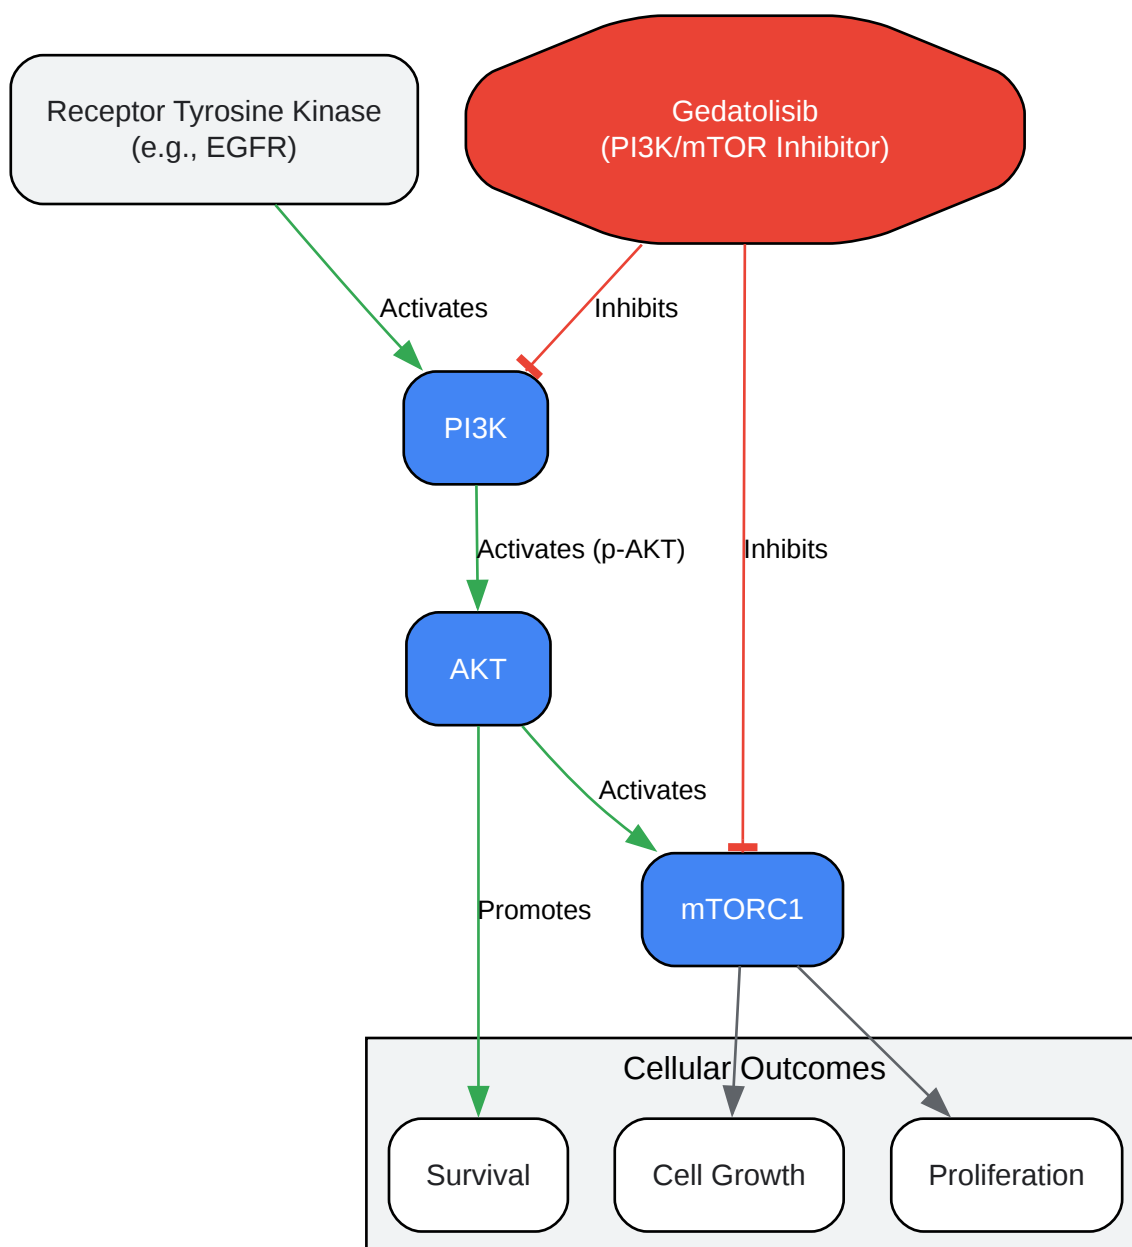 Receptor Tyrosine Kinase
(e.g., EGFR)
Gedatolisib
(PI3K/mTOR Inhibitor)
Activates
Inhibits
PI3K
Activates (p-AKT)
Inhibits
AKT
Activates
Promotes
mTORC1
Cellular Outcomes
Survival
Cell Growth
Proliferation